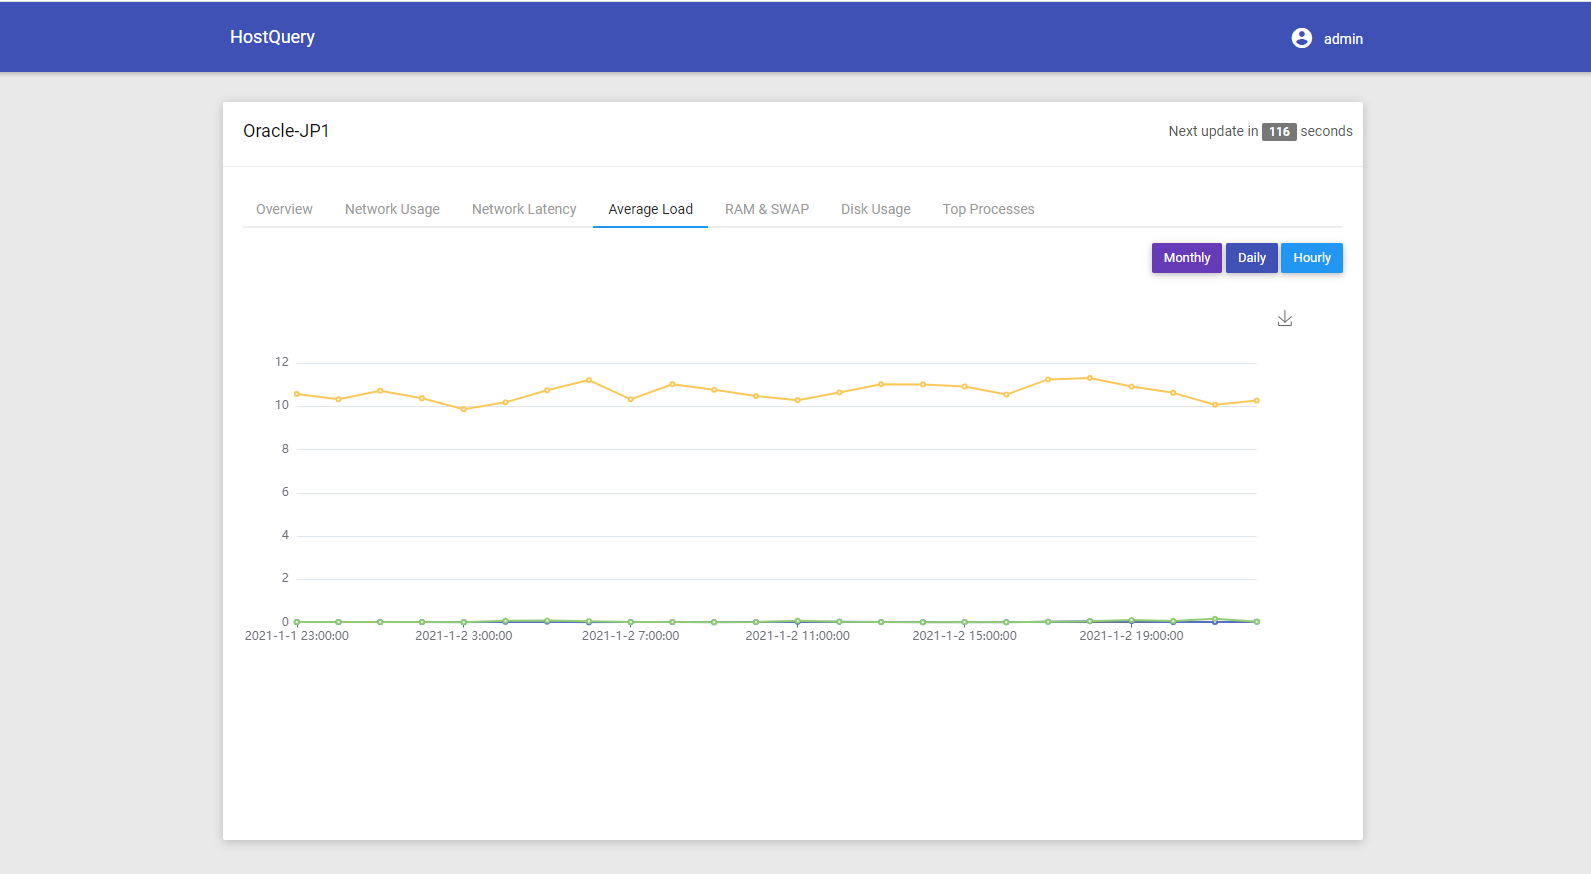 HostQuery
admin
Oracle-JP1
Next update in 116 seconds
Overview Network Usage Network Latency Average Load RAM & SWAP Disk Usage Top Processes
Monthly Daily Hourly
12
10
8
6
4
2
0
2021-1-1 23:00:00 2021-1-2 3:00:00 2021-1-2 7:00:00 2021-1-2 11:00:00 2021-1-2 15:00:00 2021-1-2 19:00:00